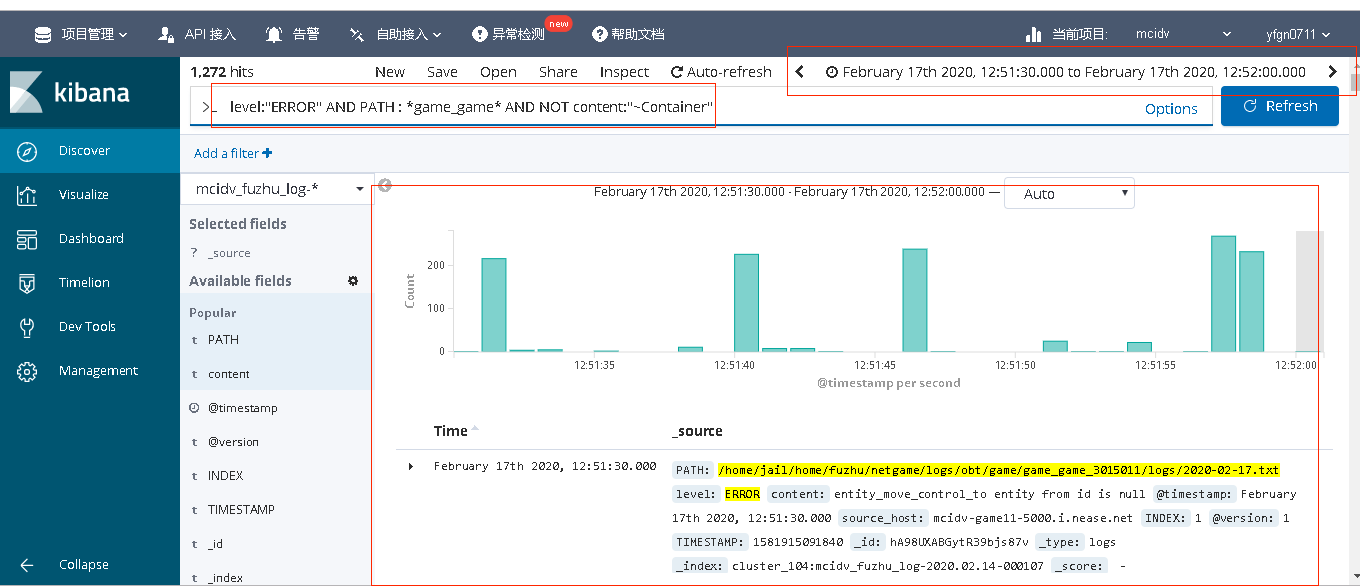 项目管理 API 接入 告警 自助接入 异常检测 new 帮助文档 当前项目: mcidv yfgn0711
kibana
Discover
Visualize
Dashboard
Timelion
Dev Tools
Management
Collapse
1,272 hits New Save Open Share Inspect Auto-refresh February 17th 2020, 12:51:30.000 to February 17th 2020, 12:52:00.000
>_ level:"ERROR" AND PATH : *game_game* AND NOT content:"~Container" Options Refresh
Add a filter +
mcidv_fuzhu_log-*
Selected fields
? _source
Available fields
Popular
t PATH
t content
@timestamp
t @version
t INDEX
t TIMESTAMP
t _id
t _index
February 17th 2020, 12:51:30.000 - February 17th 2020, 12:52:00.000 — Auto
Count
200
100
0
12:51:35 12:51:40 12:51:45 12:51:50 12:51:55 12:52:00
@timestamp per second
Time _source
February 17th 2020, 12:51:30.000 PATH: /home/jail/home/fuzhu/netgame/logs/obt/game/game_game_3015011/logs/2020-02-17.txt
level: ERROR content: entity_move_control_to entity from id is null @timestamp: February
17th 2020, 12:51:30.000 source_host: mcidv-game11-5000.i.nease.net INDEX: 1 @version: 1
TIMESTAMP: 1581915091840 _id: hA98UXABGytR39bjs87v _type: logs
_index: cluster_104:mcidv_fuzhu_log-2020.02.14-000107 _score: -